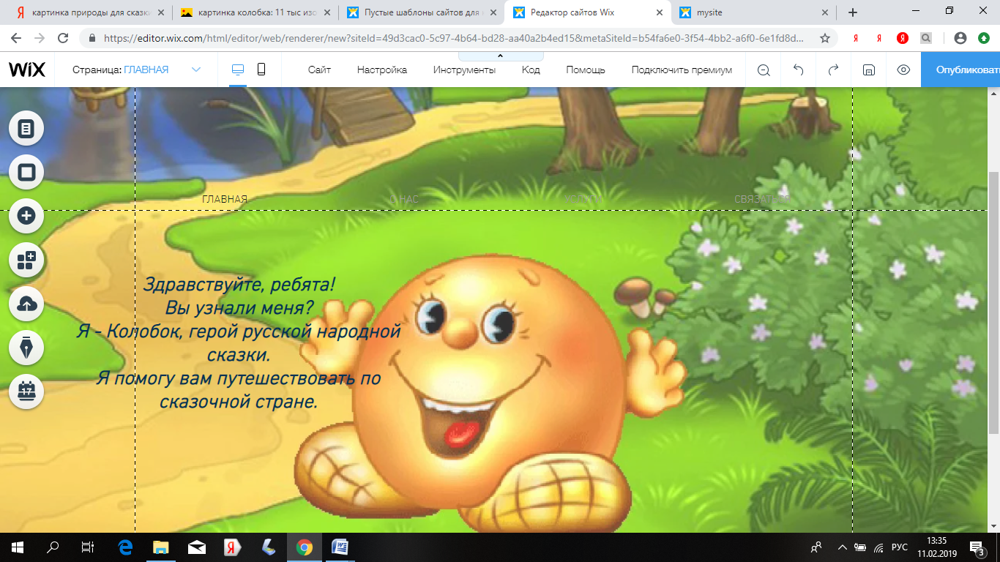 картинка природы для сказк
картинка колобка: 11 тыс изо
Пустые шаблоны сайтов для
Редактор сайтов Wix
mysite
https://editor.wix.com/html/editor/web/renderer/new?siteId=49d3cac0-5c97-4b64-bd28-aa40a2b4ed15&metaSiteId=b54fa6e0-3f54-4bb2-a6f0-6e1fd8d...
WiX
Страница: ГЛАВНАЯ
Сайт
Настройка
Инструменты
Код
Помощь
Подключить премиум
Опубликовать
ГЛАВНАЯ
О НАС
УСЛУГИ
СВЯЗАТЬСЯ
Здравствуйте, ребята!
Вы узнали меня?
Я - Колобок, герой русской народной
сказки.
Я помогу вам путешествовать по
сказочной стране.
17
РУС
13:35
11.02.2019
3